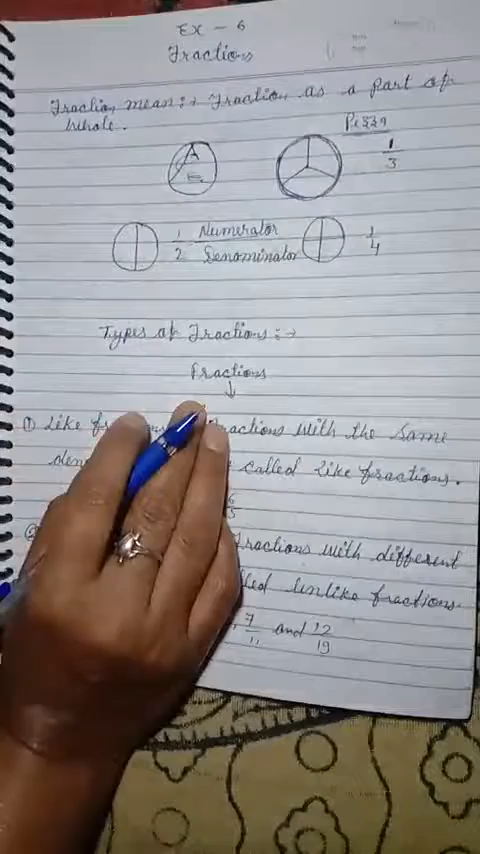 EX - 6
Fractions
Fraction mean :→ Fraction as a part of
whole.
Pizza
1/3
1/2 Numerator
Denominator
1/4
Types of Fractions :→
Fractions
↓
① Like fractions with the same
called like fractions.
6/5
Fractions with different
unlike fractions.
7/11 and 12/19